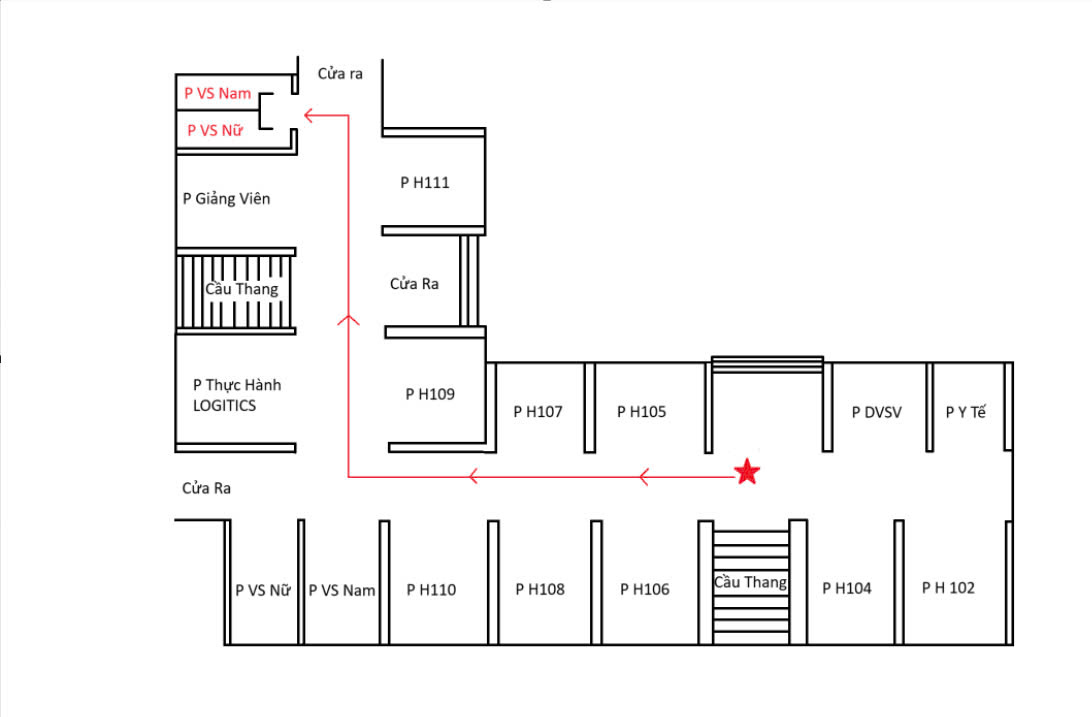 Cửa ra
P VS Nam
P VS Nữ
P H111
P Giảng Viên
Cửa Ra
Cầu Thang
P Thực Hành
LOGITICS
P H109
P H107
P H105
P DVSV
P Y Tế
Cửa Ra
P VS Nữ
P VS Nam
P H110
P H108
P H106
Cầu Thang
P H104
P H 102